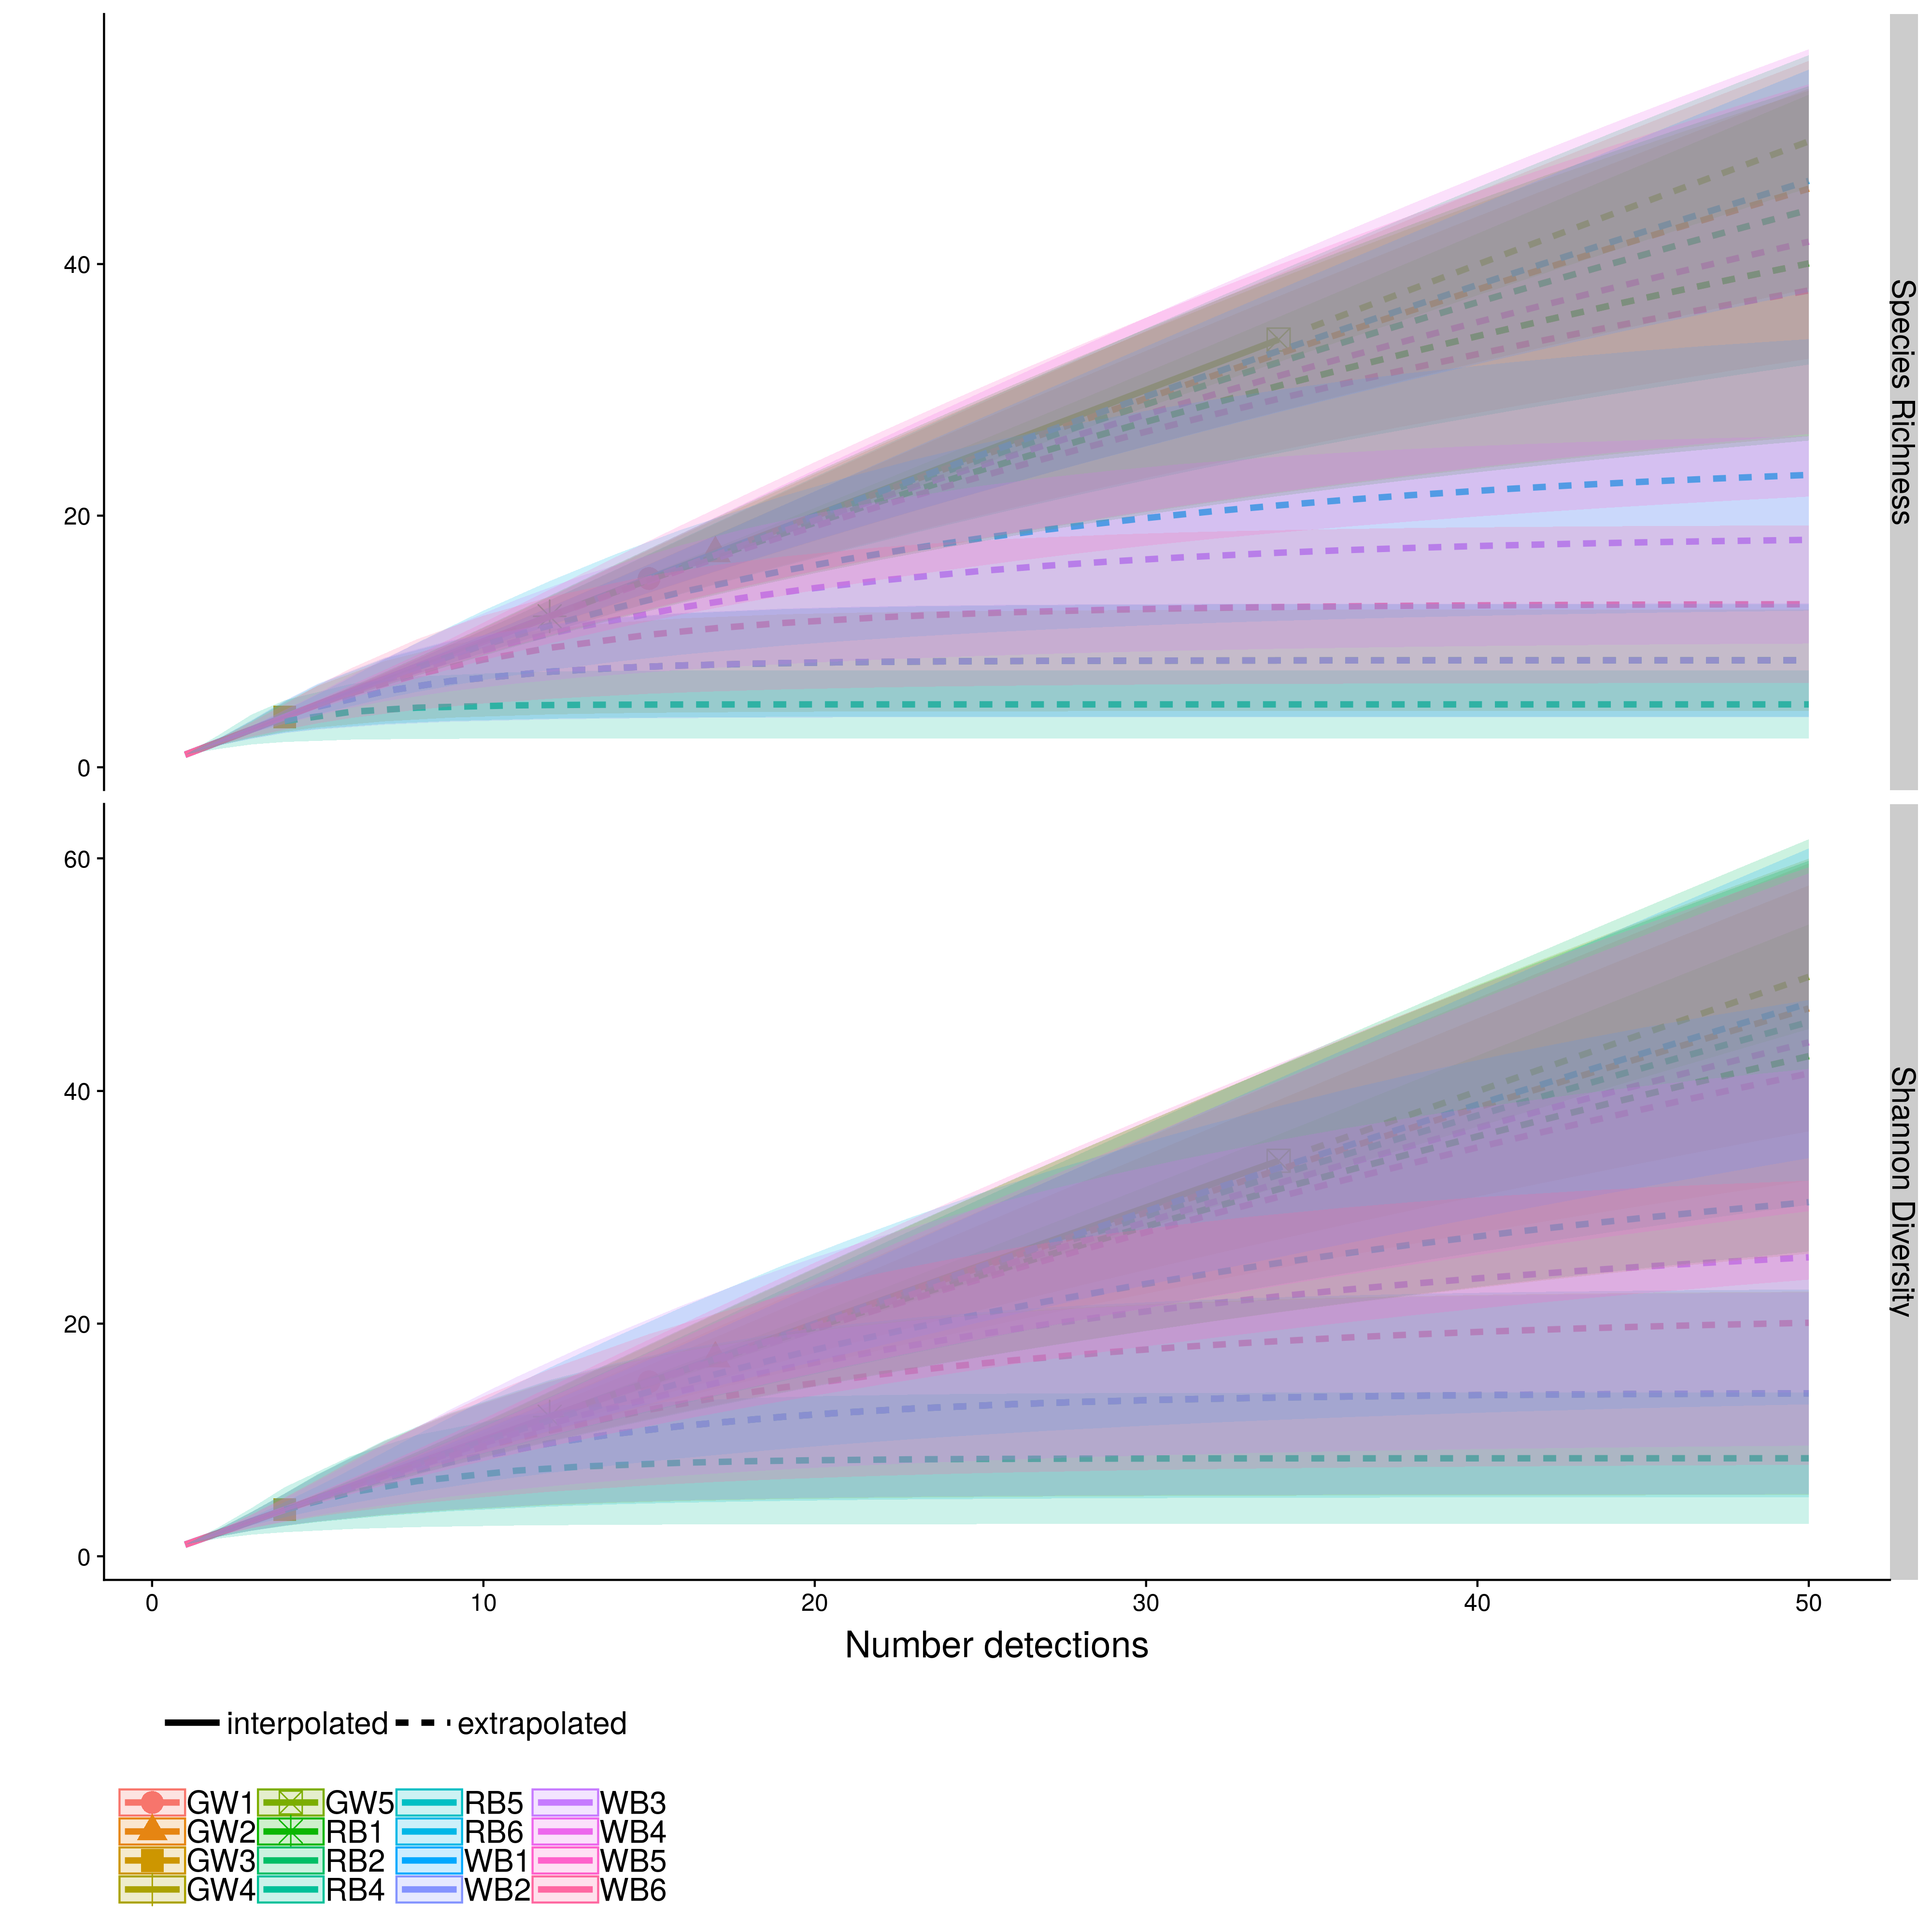 40
20
0
Species Richness
60
40
20
0
Shannon Diversity
0 10 20 30 40 50
Number detections
interpolated extrapolated
GW1 GW5 RB5 WB3
GW2 RB1 RB6 WB4
GW3 RB2 WB1 WB5
GW4 RB4 WB2 WB6